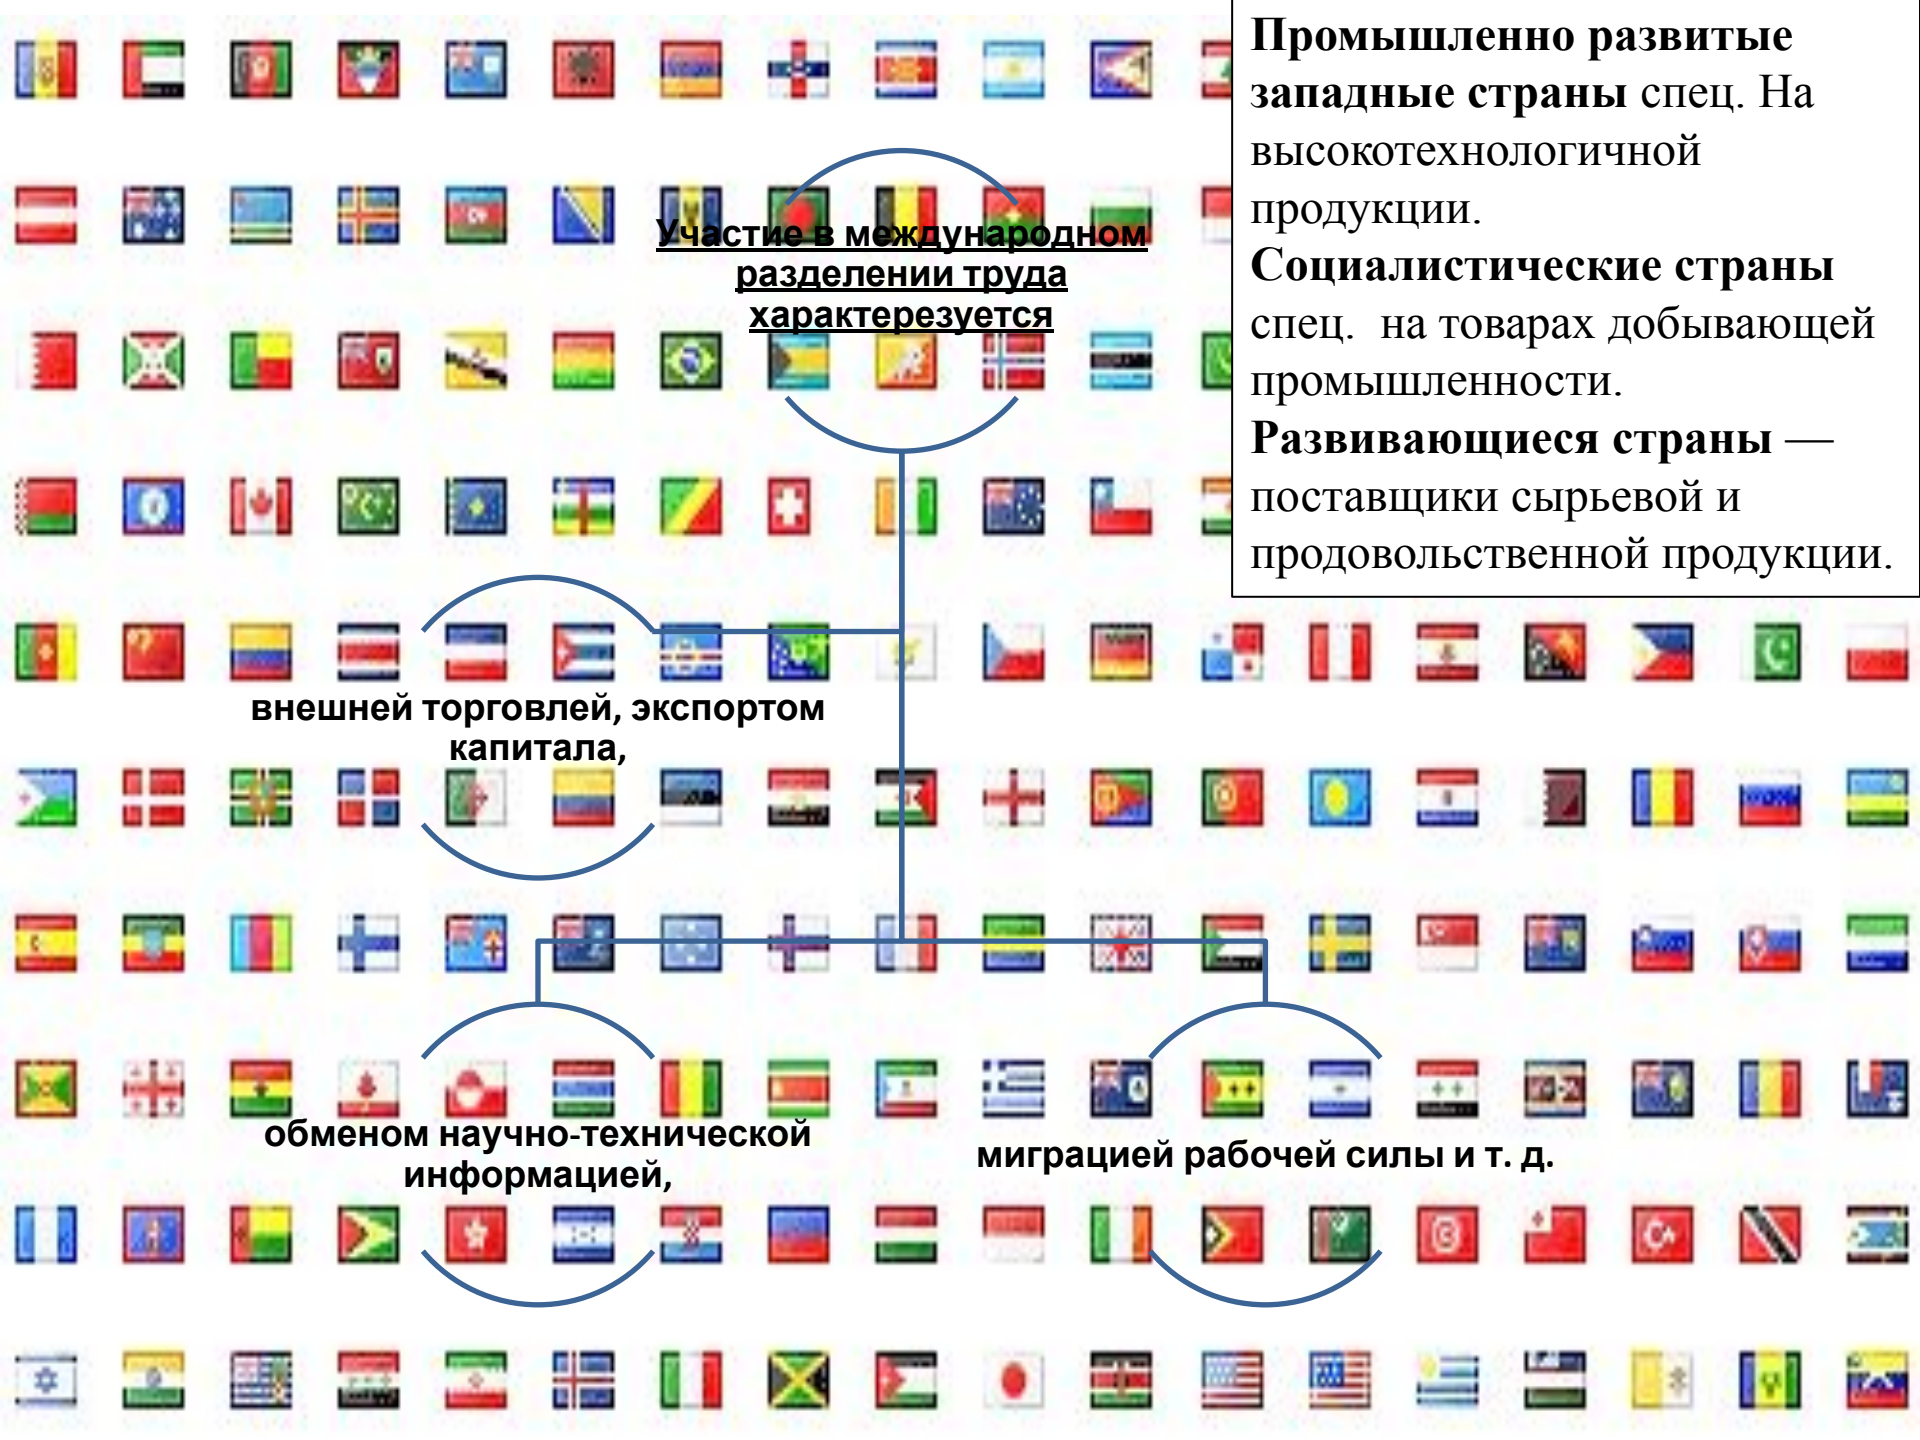 Промышленно развитые
западные страны спец. На
высокотехнологичной
продукции.
Социалистические страны
спец.  на товарах добывающей
промышленности.
Развивающиеся страны —
поставщики сырьевой и
продовольственной продукции.
Участие в международном
разделении труда
характерезуется
внешней торговлей, экспортом
капитала,
обменом научно-технической
информацией,
миграцией рабочей силы и т. д.